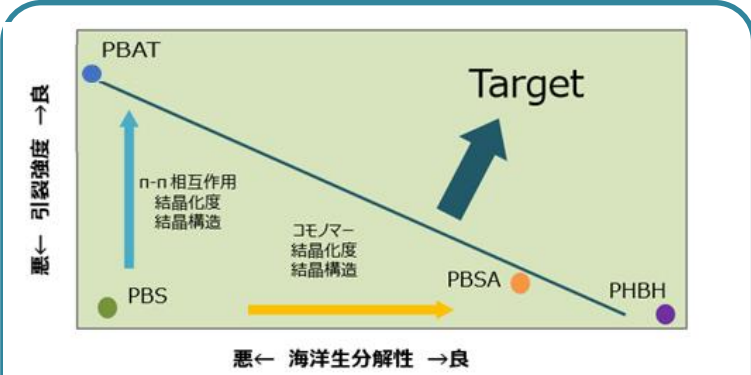 PBAT
Target
悪← 引裂強度 →良
π-π 相互作用
結晶化度
結晶構造
コモノマー
結晶化度
結晶構造
PBS
PBSA
PHBH
悪← 海洋生分解性 →良